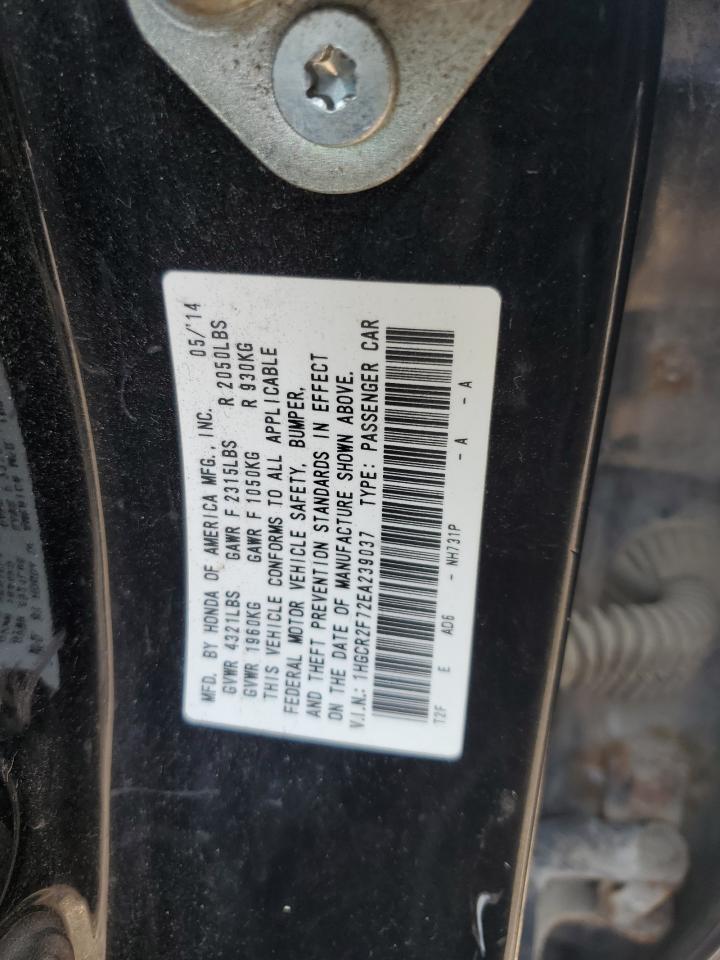 MFD. BY HONDA OF AMERICA MFG., INC. 05/'14
GVWR 4321LBS GAWR F 2315LBS R 2050LBS
GVWR 1960KG GAWR F 1050KG R 930KG
THIS VEHICLE CONFORMS TO ALL APPLICABLE
FEDERAL MOTOR VEHICLE SAFETY, BUMPER,
AND THEFT PREVENTION STANDARDS IN EFFECT
ON THE DATE OF MANUFACTURE SHOWN ABOVE.
V.I.N.: 1HGCR2F72EA239037 TYPE: PASSENGER CAR
T2F E AD6 - NH731P - A - A